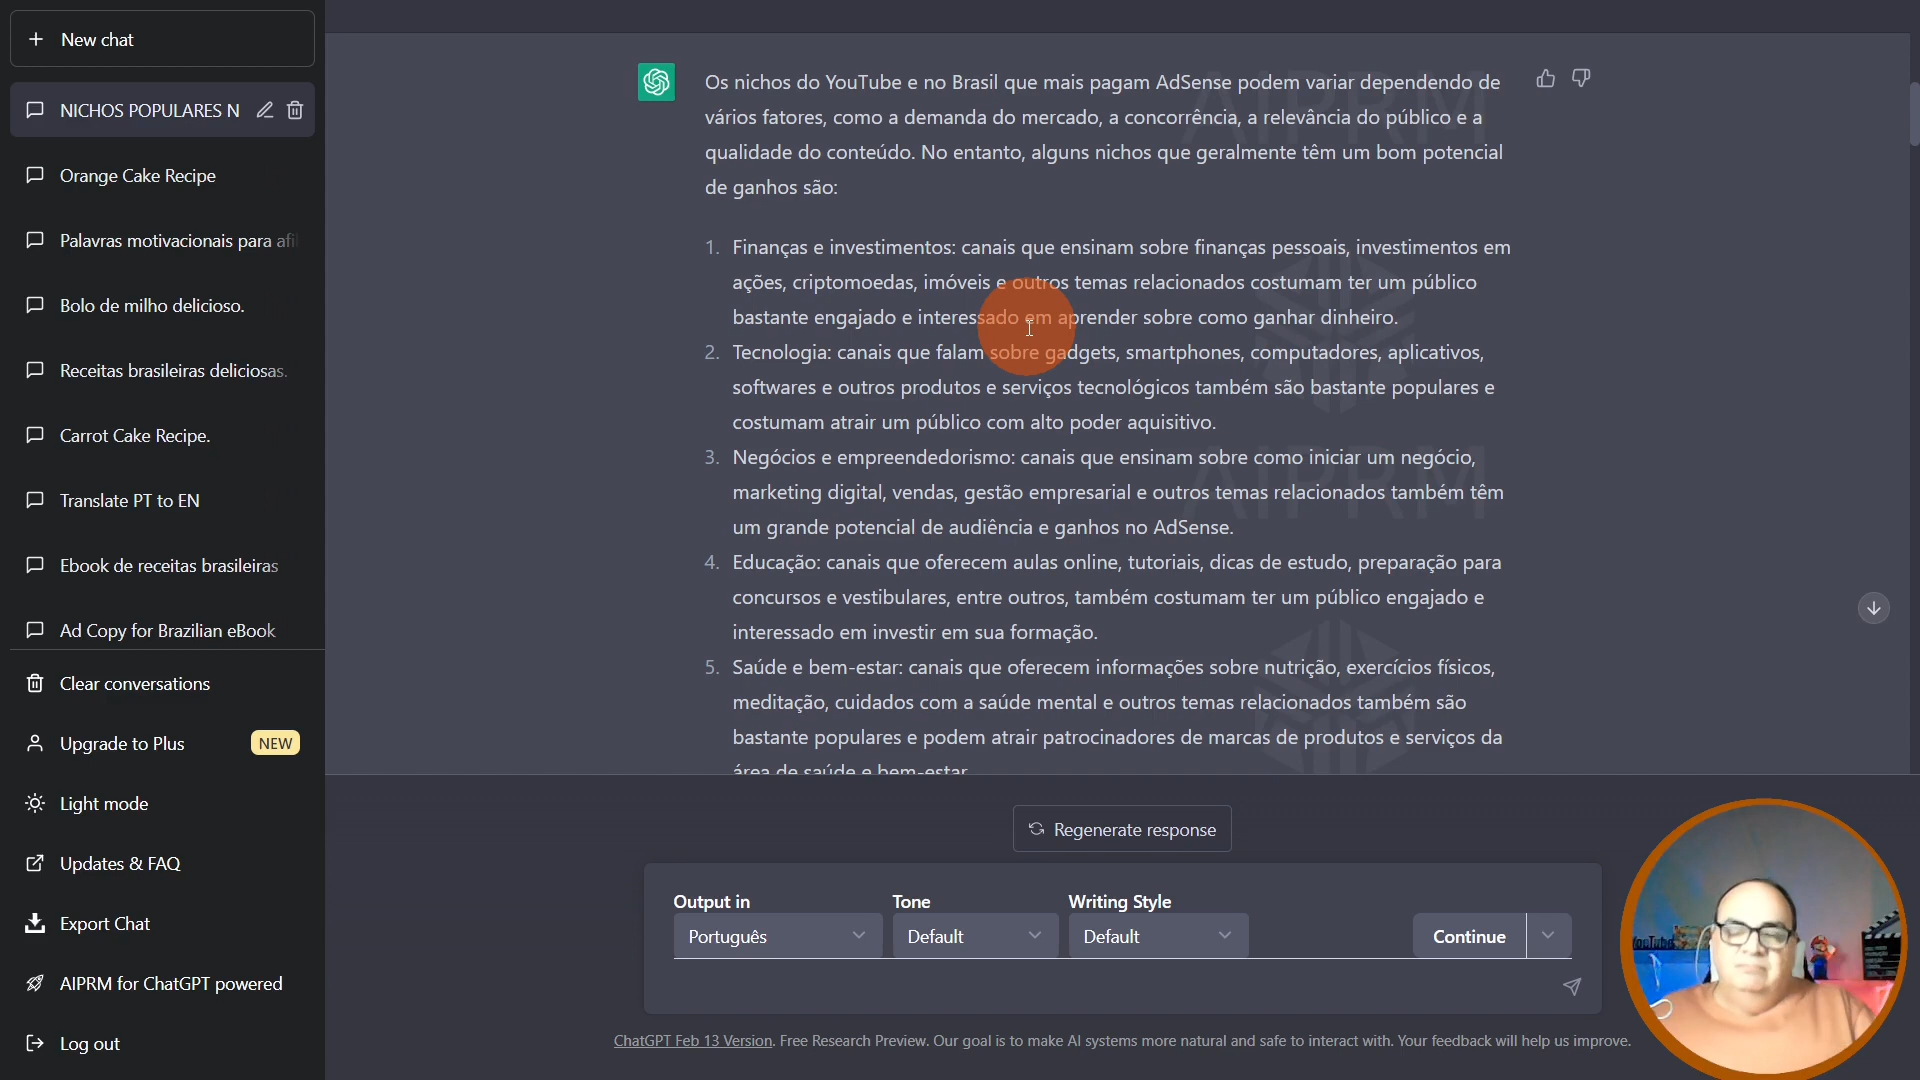 New chat
NICHOS POPULARES N
Orange Cake Recipe
Palavras motivacionais para afi
Bolo de milho delicioso.
Receitas brasileiras deliciosas.
Carrot Cake Recipe.
Translate PT to EN
Ebook de receitas brasileiras
Ad Copy for Brazilian eBook
Clear conversations
Upgrade to Plus NEW
Light mode
Updates & FAQ
Export Chat
AIPRM for ChatGPT powered
Log out
Os nichos do YouTube e no Brasil que mais pagam AdSense podem variar dependendo de
vários fatores, como a demanda do mercado, a concorrência, a relevância do público e a
qualidade do conteúdo. No entanto, alguns nichos que geralmente têm um bom potencial
de ganhos são:
1. Finanças e investimentos: canais que ensinam sobre finanças pessoais, investimentos em
ações, criptomoedas, imóveis e outros temas relacionados costumam ter um público
bastante engajado e interessado em aprender sobre como ganhar dinheiro.
2. Tecnologia: canais que falam sobre gadgets, smartphones, computadores, aplicativos,
softwares e outros produtos e serviços tecnológicos também são bastante populares e
costumam atrair um público com alto poder aquisitivo.
3. Negócios e empreendedorismo: canais que ensinam sobre como iniciar um negócio,
marketing digital, vendas, gestão empresarial e outros temas relacionados também têm
um grande potencial de audiência e ganhos no AdSense.
4. Educação: canais que oferecem aulas online, tutoriais, dicas de estudo, preparação para
concursos e vestibulares, entre outros, também costumam ter um público engajado e
interessado em investir em sua formação.
5. Saúde e bem-estar: canais que oferecem informações sobre nutrição, exercícios físicos,
meditação, cuidados com a saúde mental e outros temas relacionados também são
bastante populares e podem atrair patrocinadores de marcas de produtos e serviços da
área de saúde e bem-estar
AIPRM
AIPRM
Regenerate response
Output in Tone Writing Style
Português Default Default Continue
ChatGPT Feb 13 Version. Free Research Preview. Our goal is to make AI systems more natural and safe to interact with. Your feedback will help us improve.
YouTube